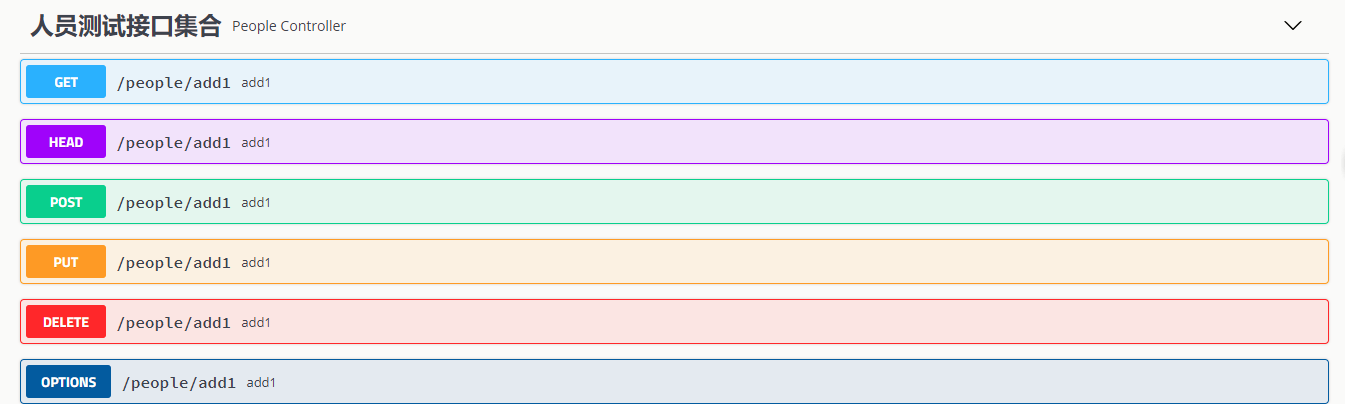 人员测试接口集合 People Controller
GET /people/add1 add1
HEAD /people/add1 add1
POST /people/add1 add1
PUT /people/add1 add1
DELETE /people/add1 add1
OPTIONS /people/add1 add1